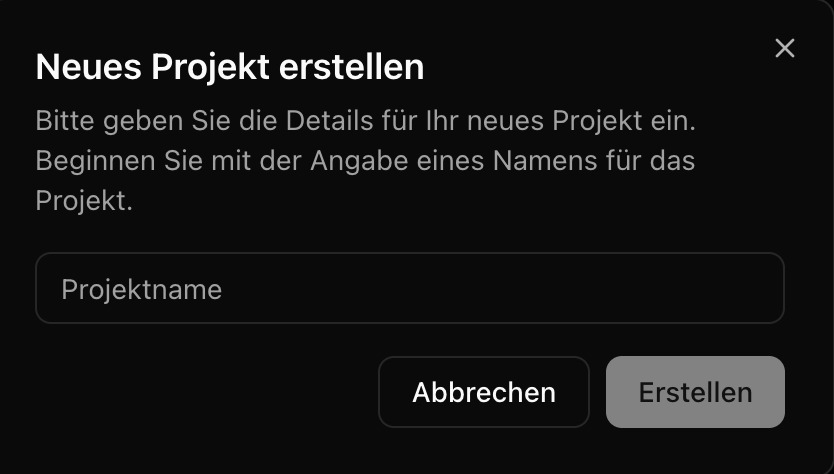 Neues Projekt erstellen
Bitte geben Sie die Details für Ihr neues Projekt ein.
Beginnen Sie mit der Angabe eines Namens für das
Projekt.
Projektname
Abbrechen
Erstellen